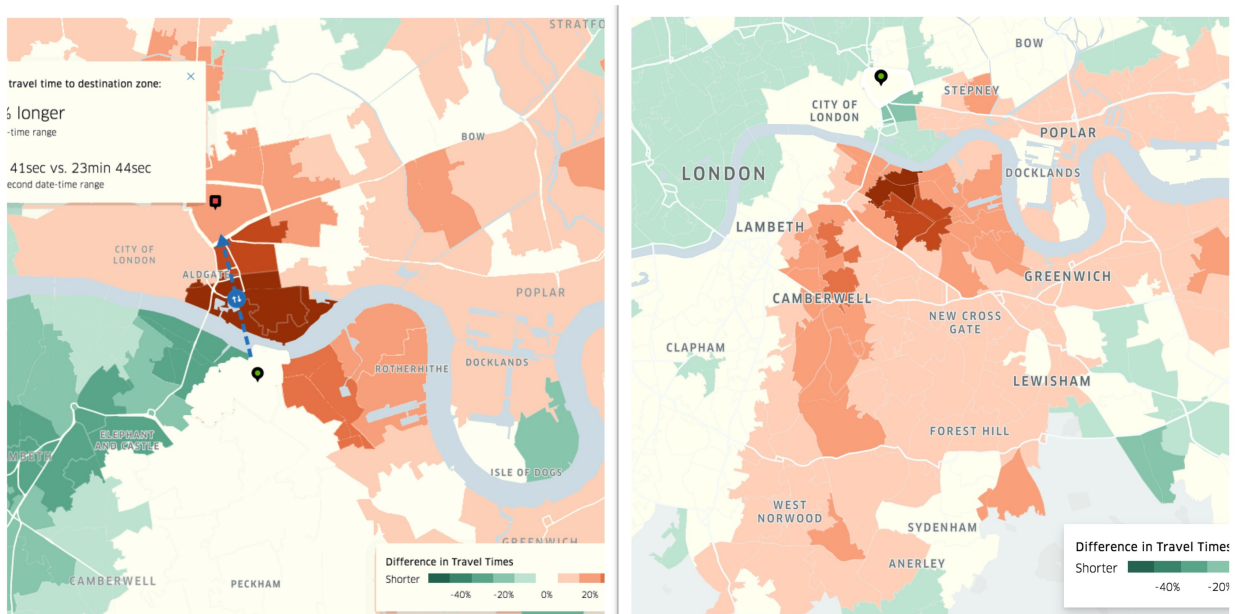 STRATFO
travel time to destination zone:
% longer
-time range
41sec vs. 23min 44sec
econd date-time range
BOW
CITY OF
LONDON
ALDGATE
POPLAR
DOCKLANDS
ROTHERHITHE
ELEPHANT
AND CASTLE
MBETH
ISLE OF DOGS
GREENWICH
CAMBERWELL
PECKHAM
Difference in Travel Times
Shorter
-40% -20% 0% 20%
BOW
STEPNEY
CITY OF
LONDON
POPLAR
LONDON
DOCKLANDS
LAMBETH
GREENWICH
CAMBERWELL
NEW CROSS
GATE
CLAPHAM
LEWISHAM
FOREST HILL
WEST
NORWOOD
SYDENHAM
ANERLEY
Difference in Travel Times
Shorter
-40% -20%